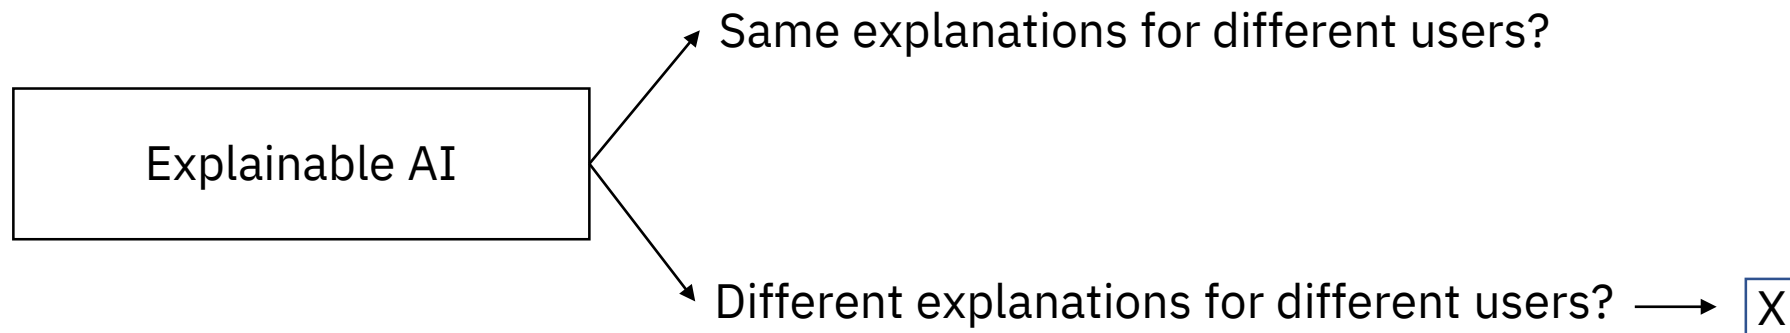 Same explanations for different users?
Explainable AI
Different explanations for different users?
X